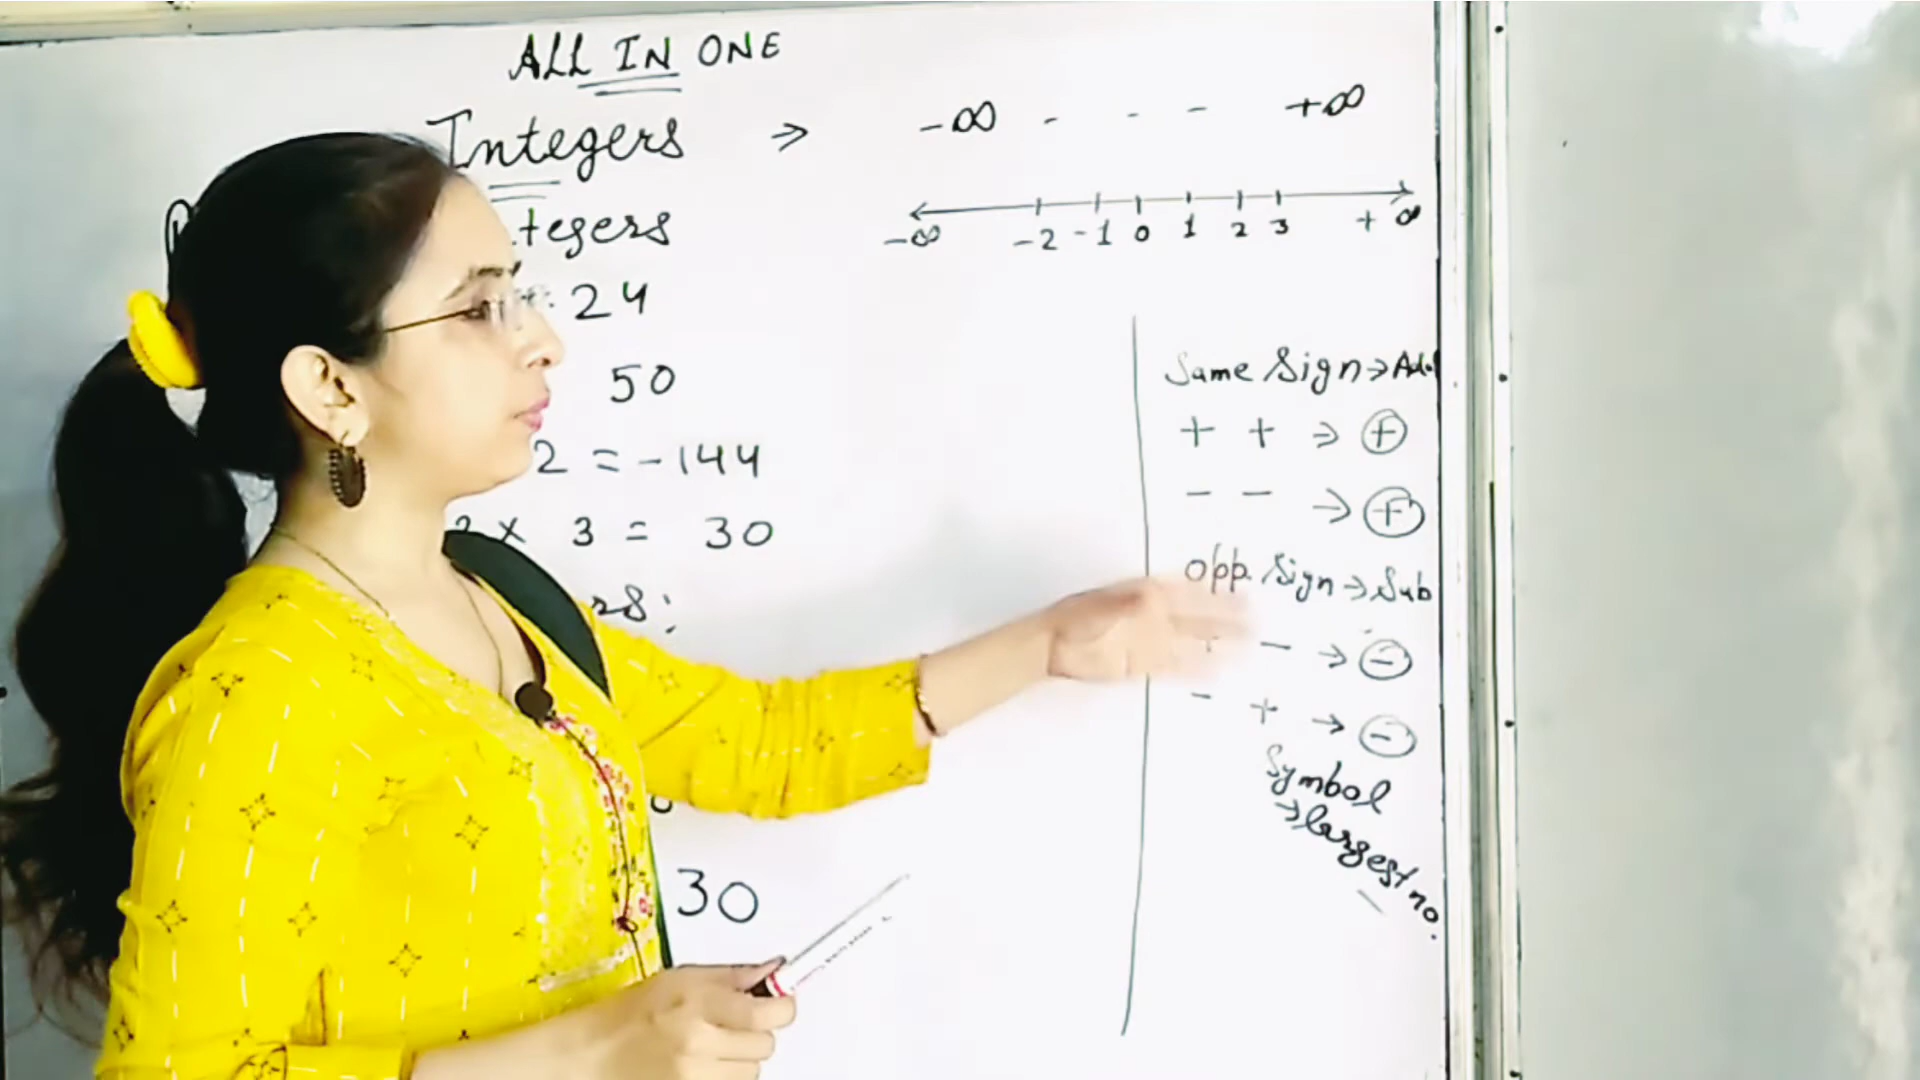 ALL IN ONE
Integers ⇒ -∞ - - - +∞
-∞ -2 -1 0 1 2 3 + ∞
tegers
24
50
2 = -144
× 3 = 30
rs:
30
Same Sign → Add
+ + → +
- - → +
opp. Sign → Sub
+ - → -
- + → -
Symbol
→ largest no.